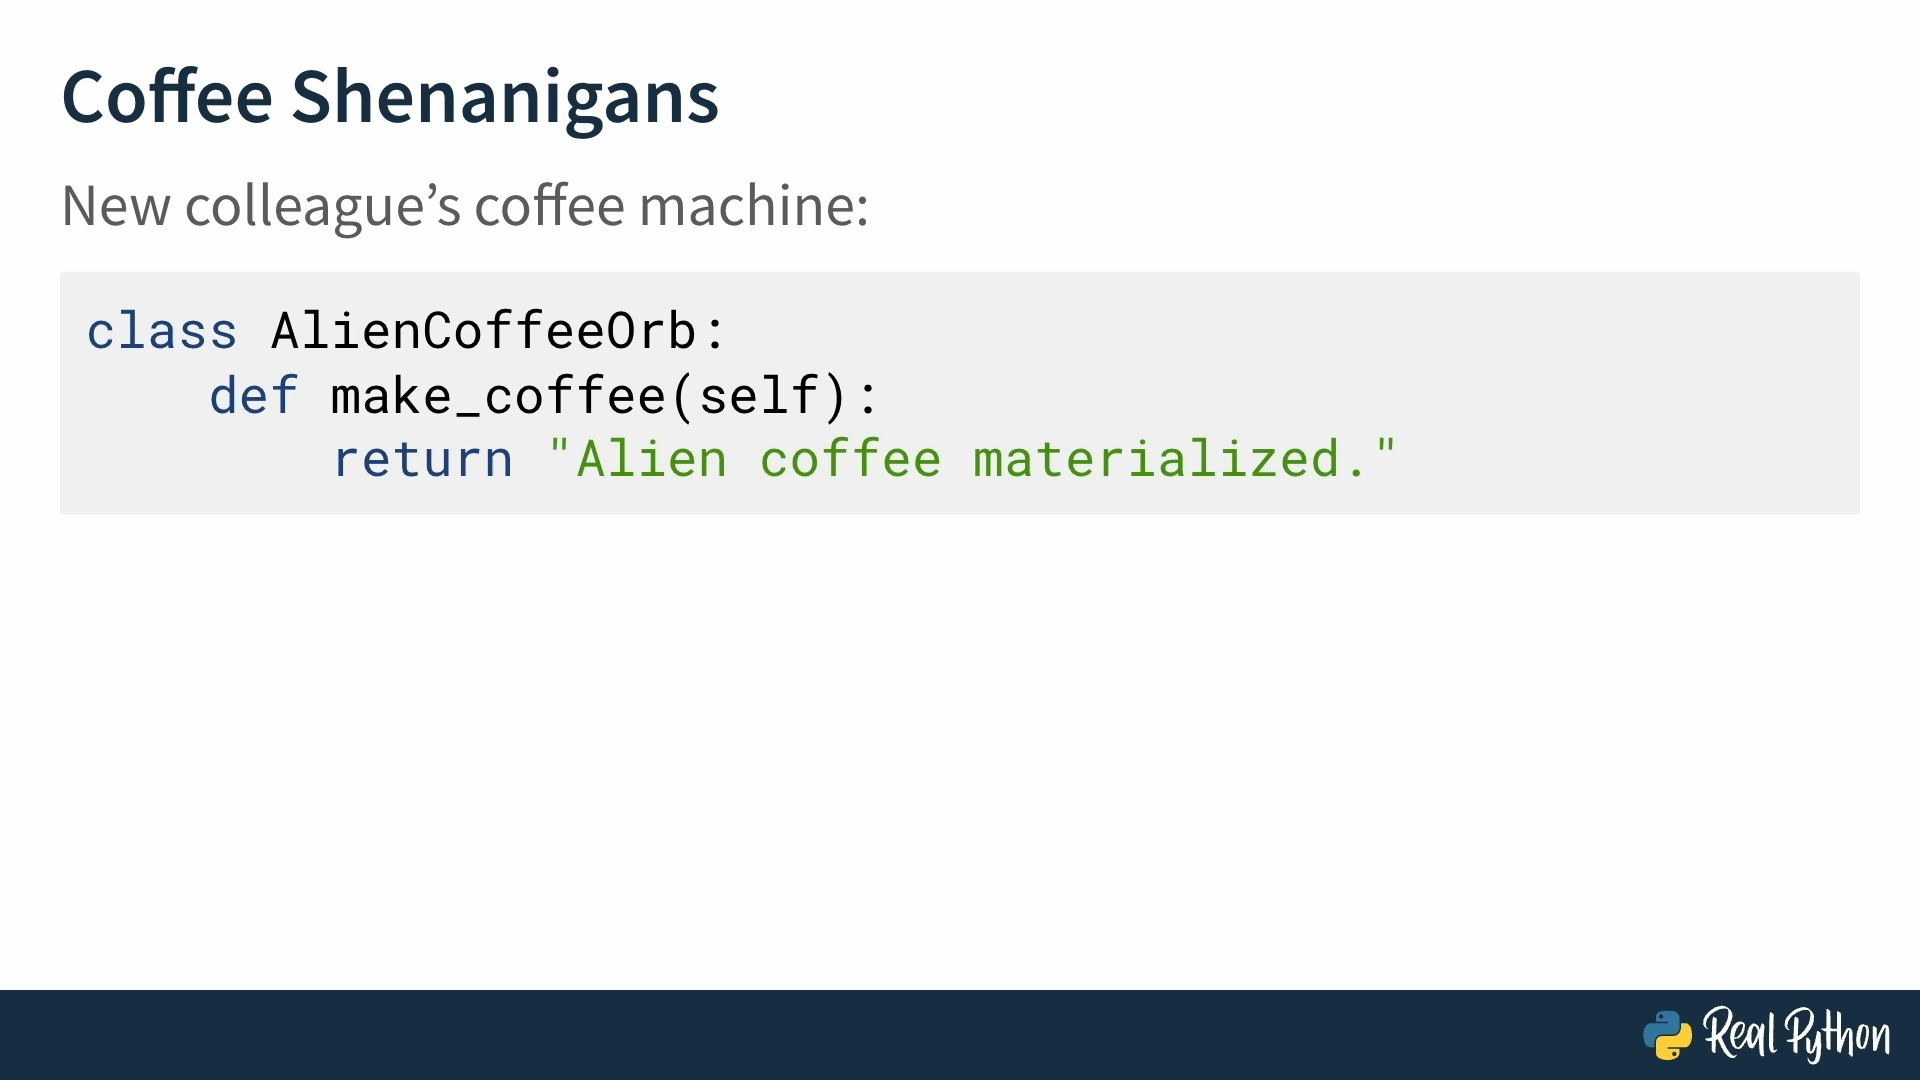 Coffee Shenanigans
New colleague’s coffee machine:
class AlienCoffeeOrb:
    def make_coffee(self):
        return "Alien coffee materialized."
Real Python